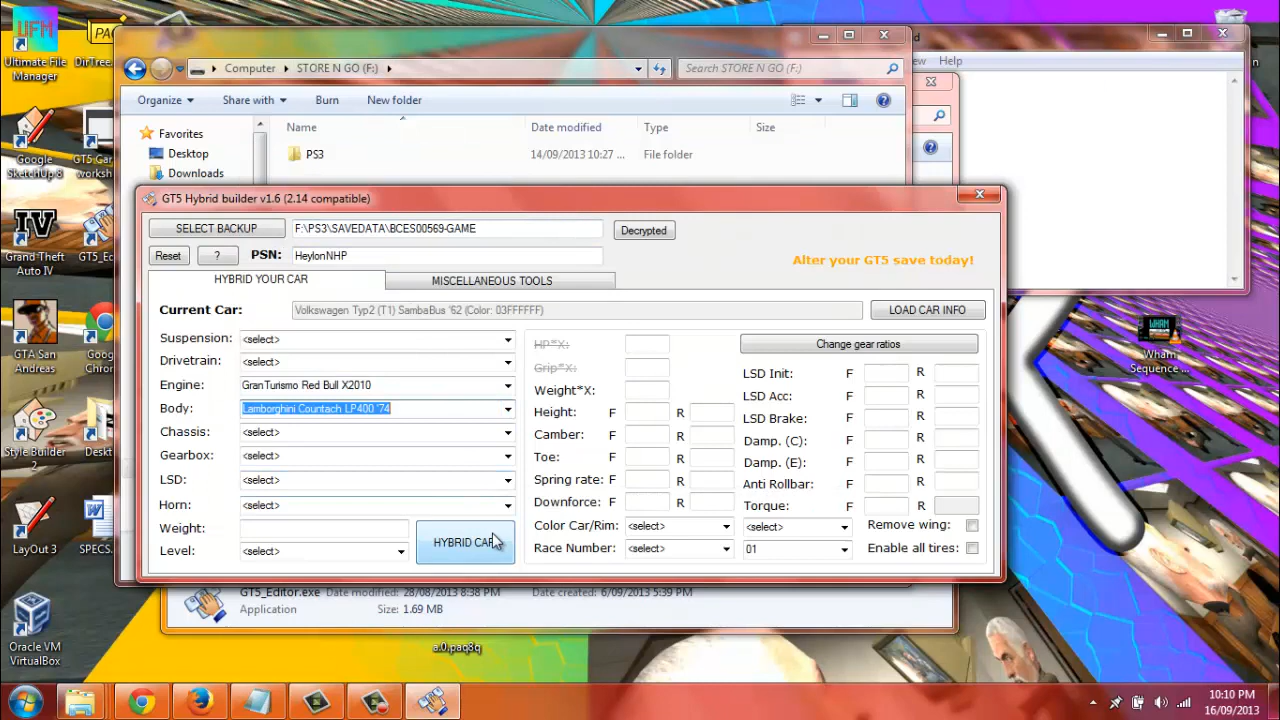 UFM
Ultimate File
Manager
DirTree...
Computer
STORE N GO (F:)
Search STORE N GO (F:)
Help
Organize
Share with
Burn
New folder
Favorites
Desktop
Downloads
Name
Date modified
Type
Size
PS3
14/09/2013 10:27 ...
File folder
Google
SketchUp 8
IV
Grand Theft
Auto IV
GTA San
Andreas
Style Builder
2
LayOut 3
SPECS.
Oracle VM
VirtualBox
WHAM
Wham
Sequence ...
GT5 Hybrid builder v1.6 (2.14 compatible)
SELECT BACKUP
F:\PS3\SAVEDATA\BCES00569-GAME
Decrypted
Reset
?
PSN:
HeylonNHP
Alter your GT5 save today!
HYBRID YOUR CAR
MISCELLANEOUS TOOLS
Current Car:
Volkswagen Typ2 (T1) SambaBus '62 (Color: 03FFFFFF)
LOAD CAR INFO
Suspension:
<select>
Drivetrain:
<select>
Engine:
GranTurismo Red Bull X2010
Body:
Lamborghini Countach LP400 '74
Chassis:
<select>
Gearbox:
<select>
LSD:
<select>
Horn:
<select>
Weight:
Level:
<select>
HYBRID CAR
HP*X:
Grip*X:
Weight*X:
Height: F R
Camber: F R
Toe: F R
Spring rate: F R
Downforce: F R
Color Car/Rim:
<select>
<select>
Race Number:
<select>
01
Change gear ratios
LSD Init: F R
LSD Acc: F R
LSD Brake: F R
Damp. (C): F R
Damp. (E): F R
Anti Rollbar: F R
Torque: F R
Remove wing:
Enable all tires:
GT5_Editor.exe
Date modified: 28/08/2013 8:38 PM
Date created: 6/09/2013 5:39 PM
Application
Size: 1.69 MB
a.0.paq8q
10:10 PM
16/09/2013